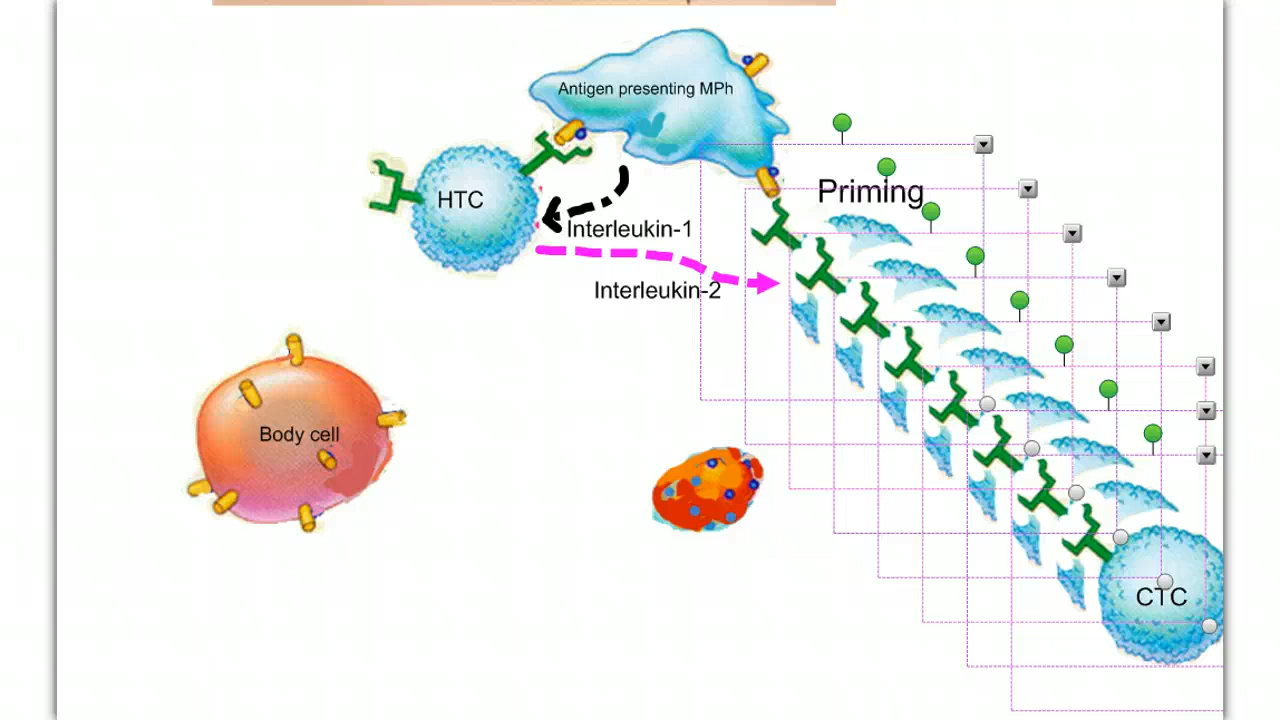 Antigen presenting MPh
HTC
Priming
Interleukin-1
Interleukin-2
Body cell
CTC